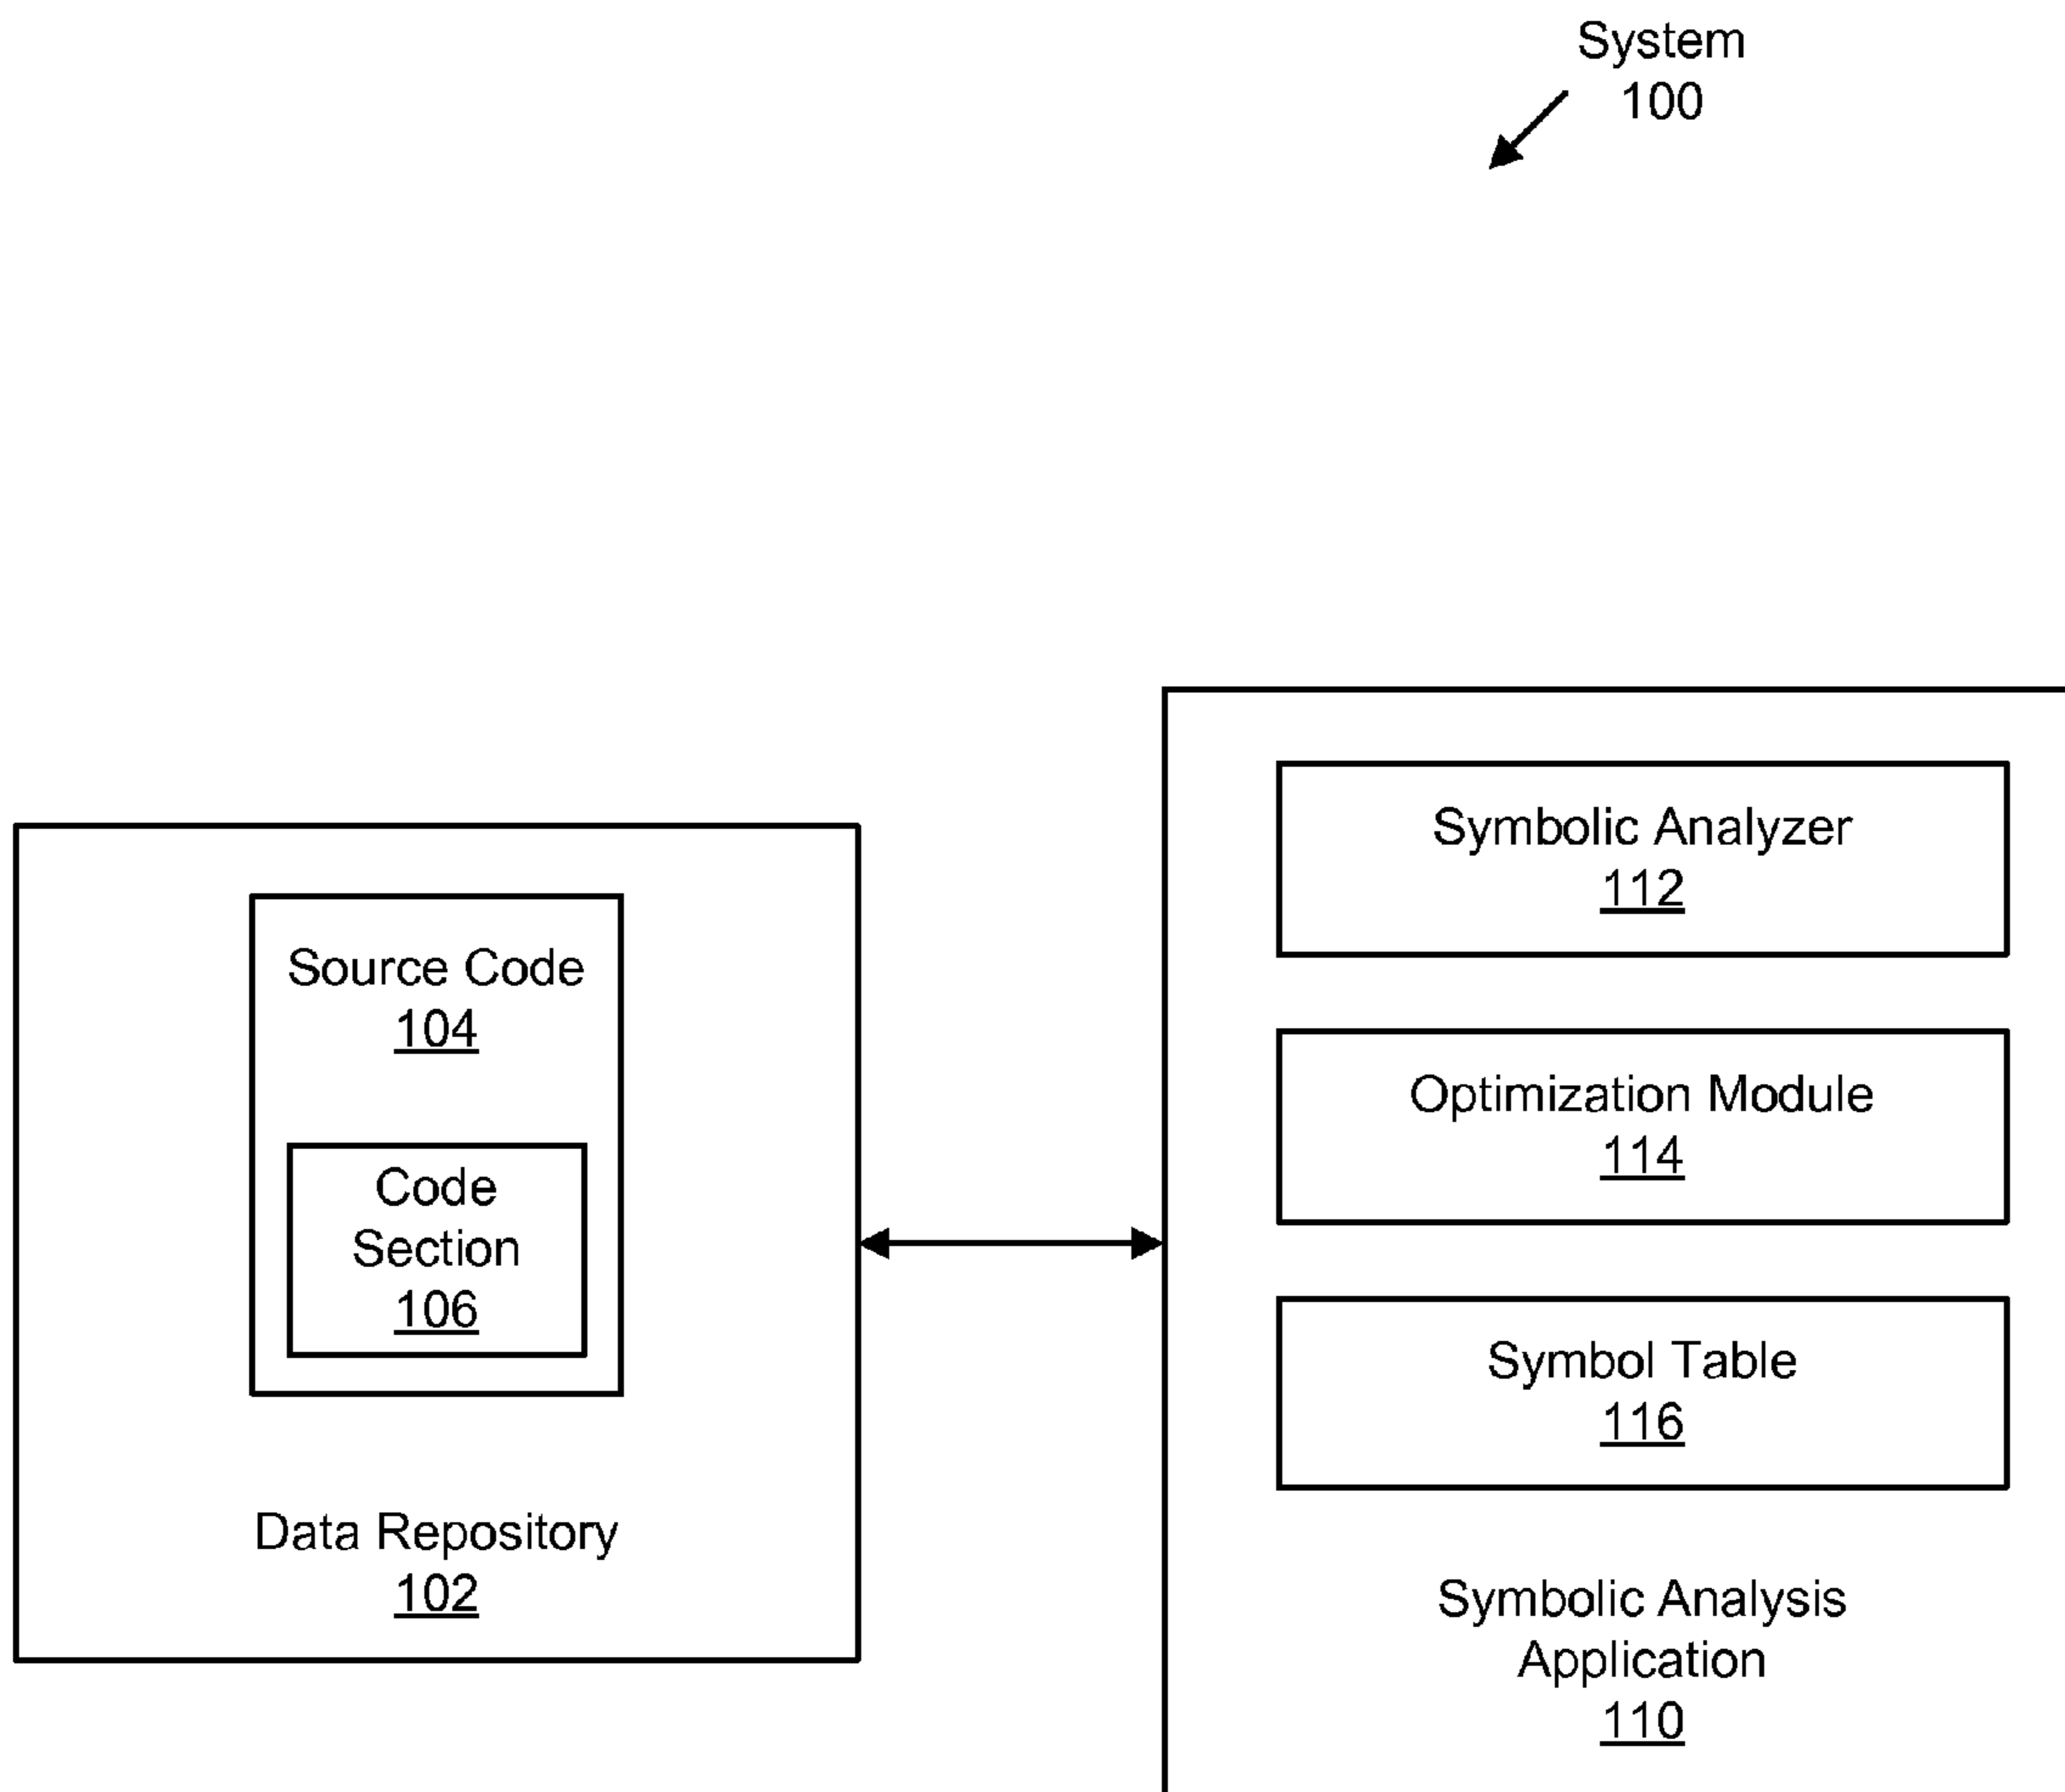 System
100
Source Code
104
Code
Section
106
Data Repository
102
Symbolic Analyzer
112
Optimization Module
114
Symbol Table
116
Symbolic Analysis
Application
110